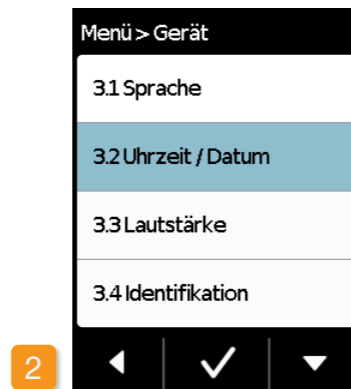 Menü > Gerät
3.1 Sprache
3.2 Uhrzeit / Datum
3.3 Lautstärke
3.4 Identifikation
2